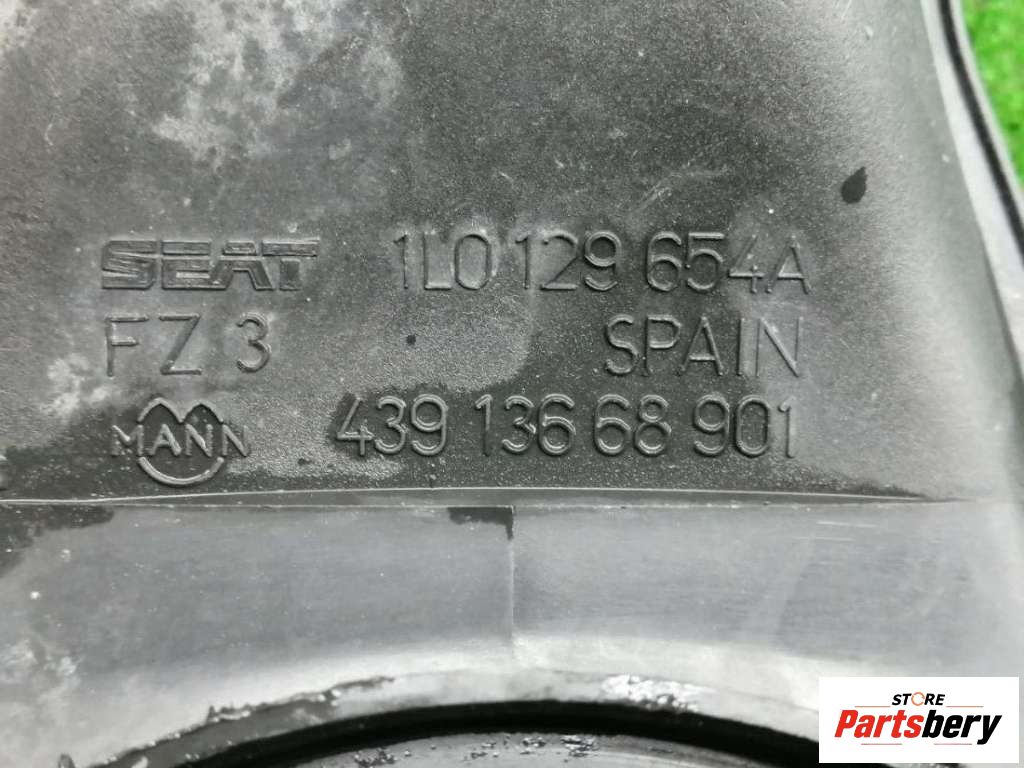 SEAT 1L0 129 654A
FZ 3 SPAIN
MANN 439 136 68 901
STORE
Partsbery